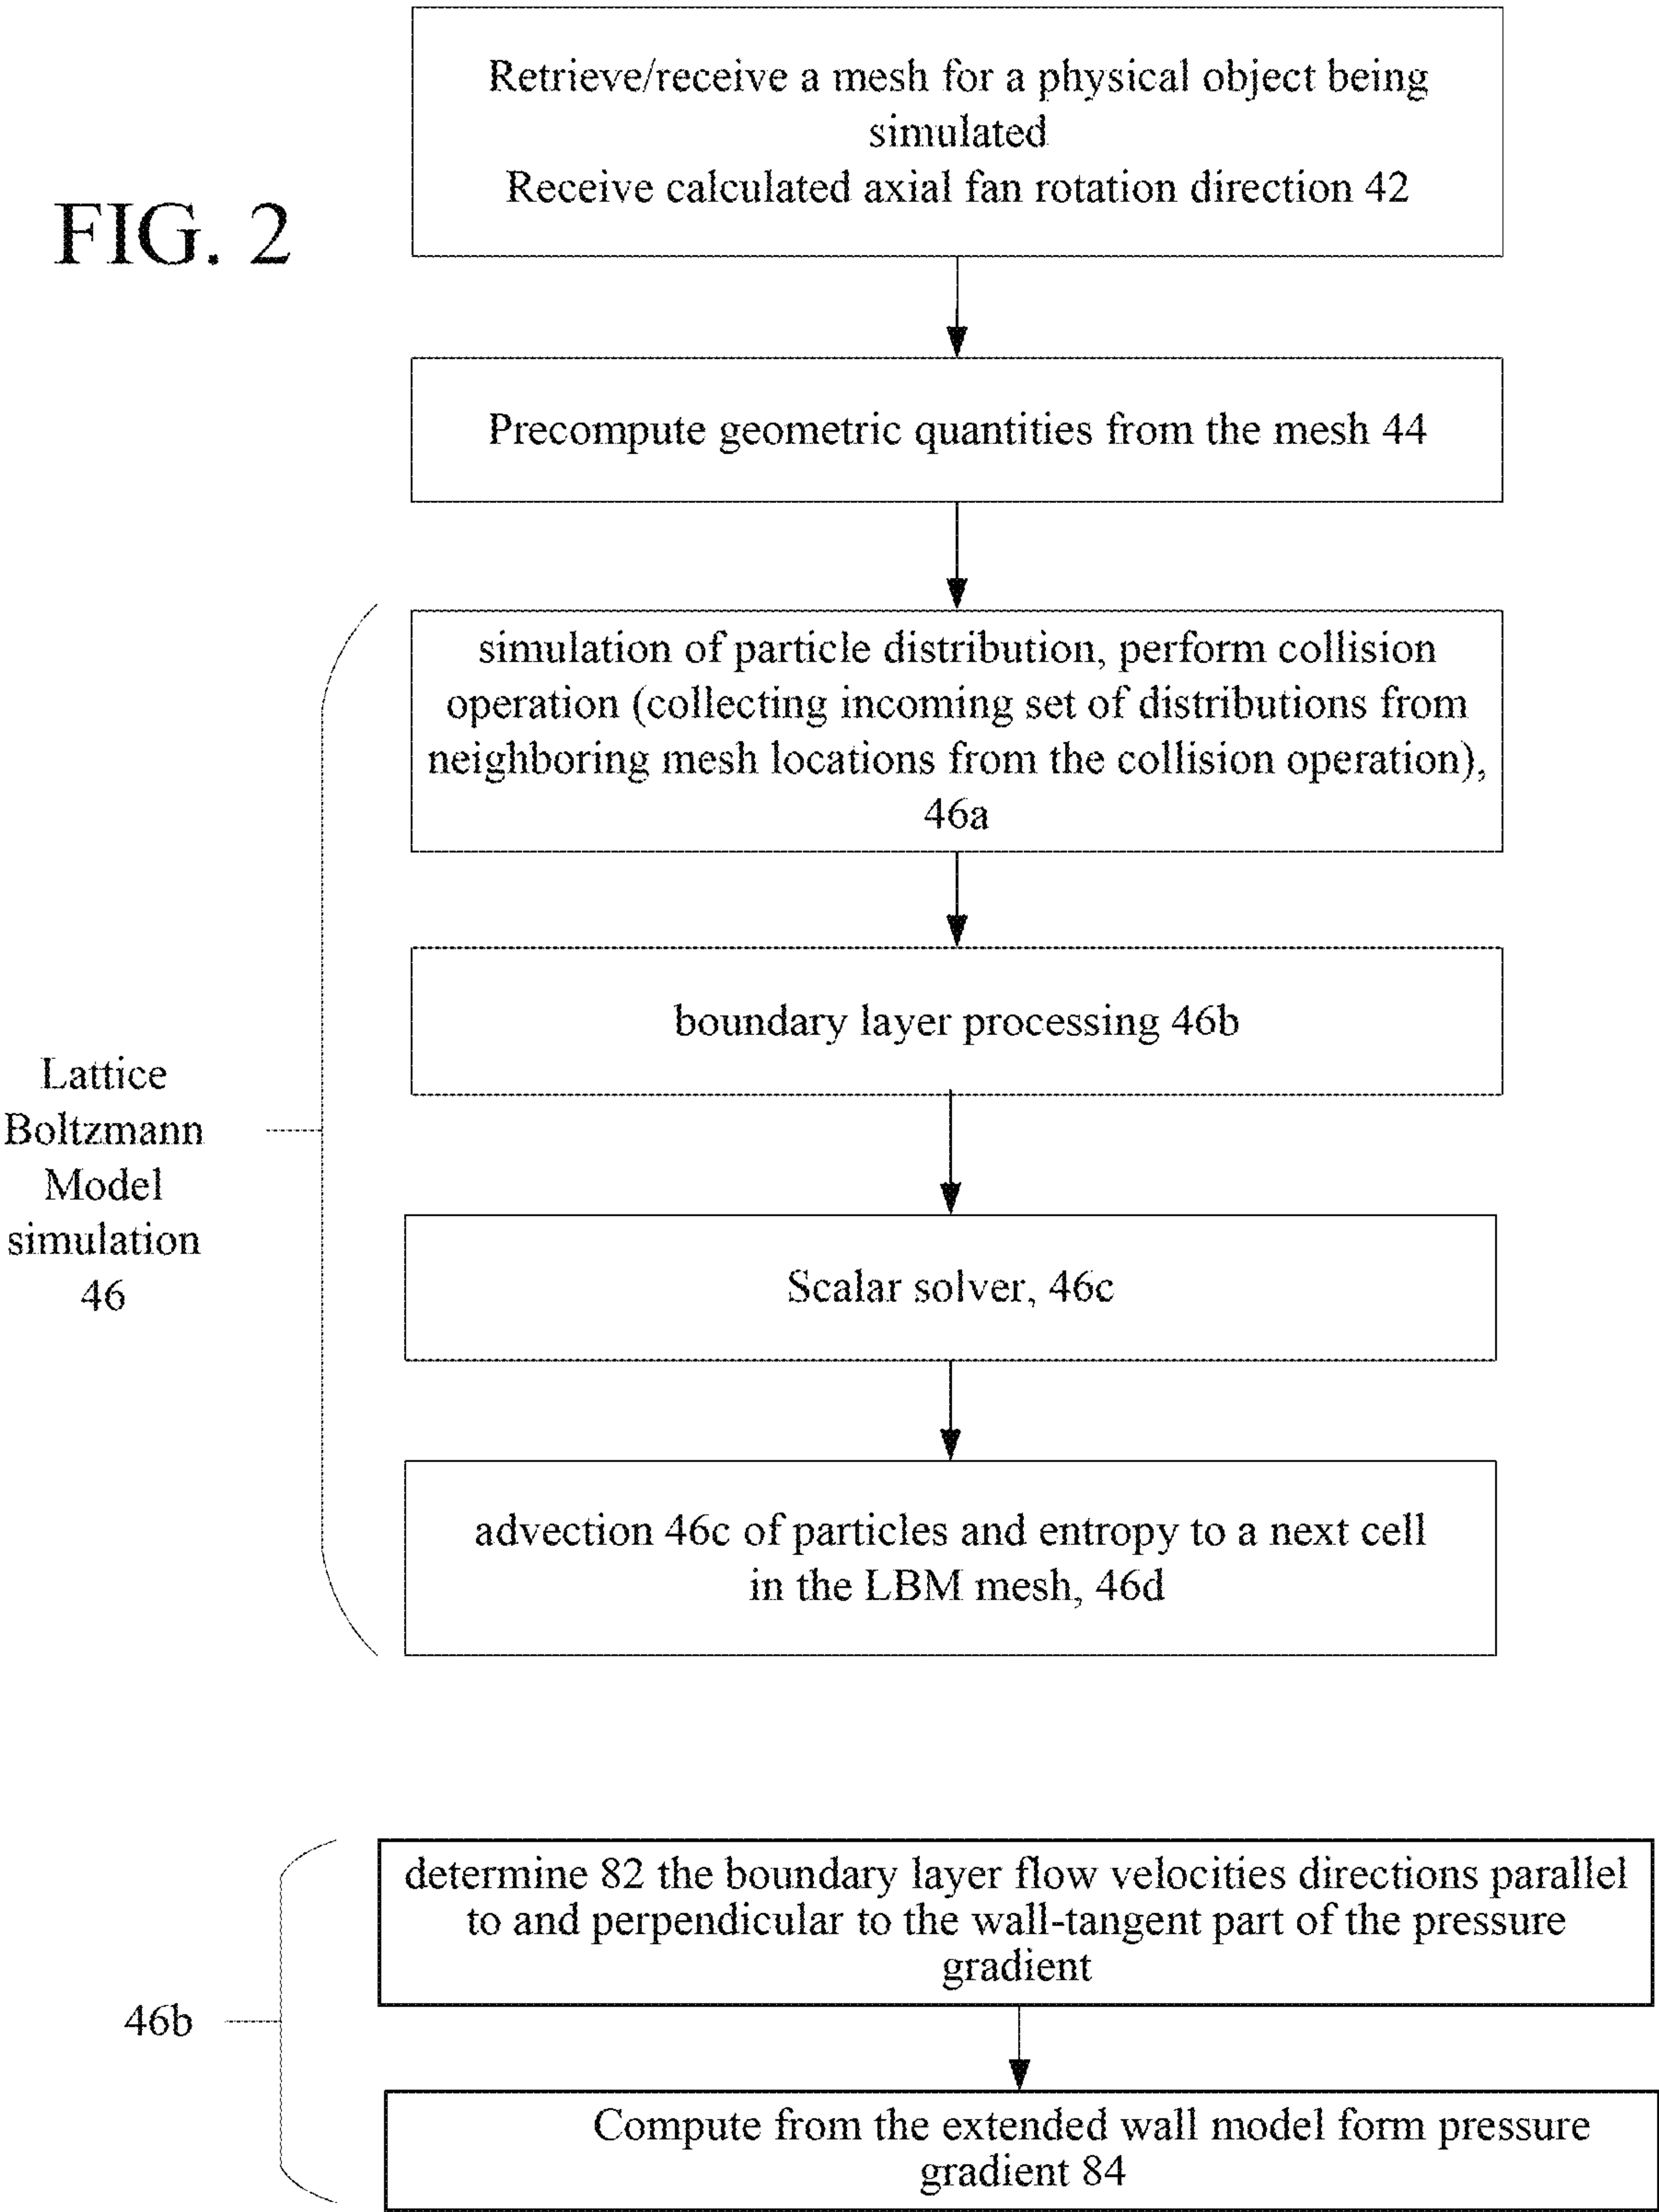 FIG. 2
Retrieve/receive a mesh for a physical object being
simulated
Receive calculated axial fan rotation direction 42
Precompute geometric quantities from the mesh 44
simulation of particle distribution, perform collision
operation (collecting incoming set of distributions from
neighboring mesh locations from the collision operation),
46a
boundary layer processing 46b
Lattice
Boltzmann
Model
simulation
46
Scalar solver, 46c
advection 46c of particles and entropy to a next cell
in the LBM mesh, 46d
determine 82 the boundary layer flow velocities directions parallel
to and perpendicular to the wall-tangent part of the pressure
gradient
46b
Compute from the extended wall model form pressure
gradient 84